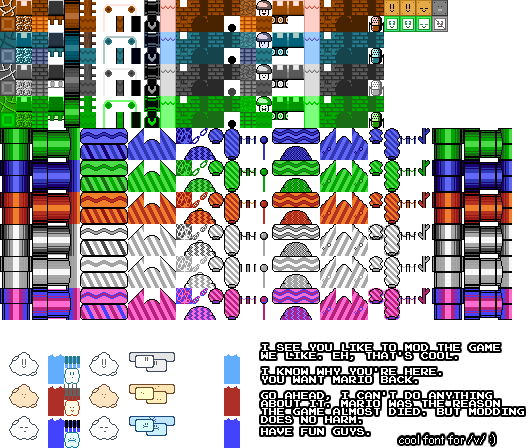 I SEE YOU LIKE TO MOD THE GAME
WE LIKE. EH, THAT'S COOL.
I KNOW WHY YOU'RE HERE.
YOU WANT MARIO BACK.
GO AHEAD, I CAN'T DO ANYTHING
ABOUT IT, MARIO WAS THE REASON
THE GAME ALMOST DIED. BUT MODDING
DOES NO HARM.
HAVE FUN GUYS.
cool font for /v/ :)